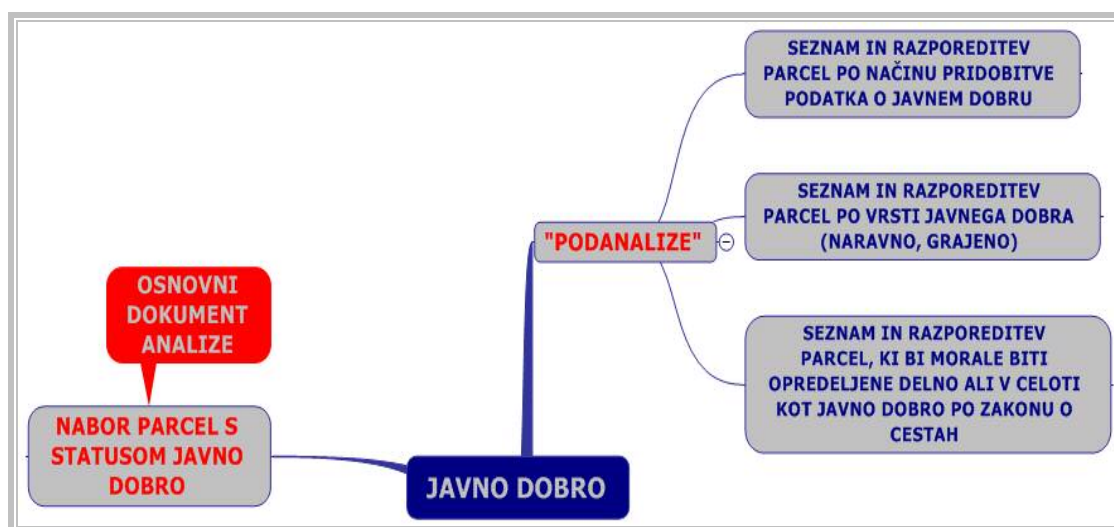 SEZNAM IN RAZPOREDITEV
PARCEL PO NAČINU PRIDOBITVE
PODATKA O JAVNEM DOBRU
SEZNAM IN RAZPOREDITEV
PARCEL PO VRSTI JAVNEGA DOBRA
(NARAVNO, GRAJENO)
"PODANALIZE"
OSNOVNI
DOKUMENT
ANALIZE
SEZNAM IN RAZPOREDITEV
PARCEL, KI BI MORALE BITI
OPREDELJENE DELNO ALI V CELOTI
KOT JAVNO DOBRO PO ZAKONU O
CESTAH
NABOR PARCEL S
STATUSOM JAVNO
DOBRO
JAVNO DOBRO